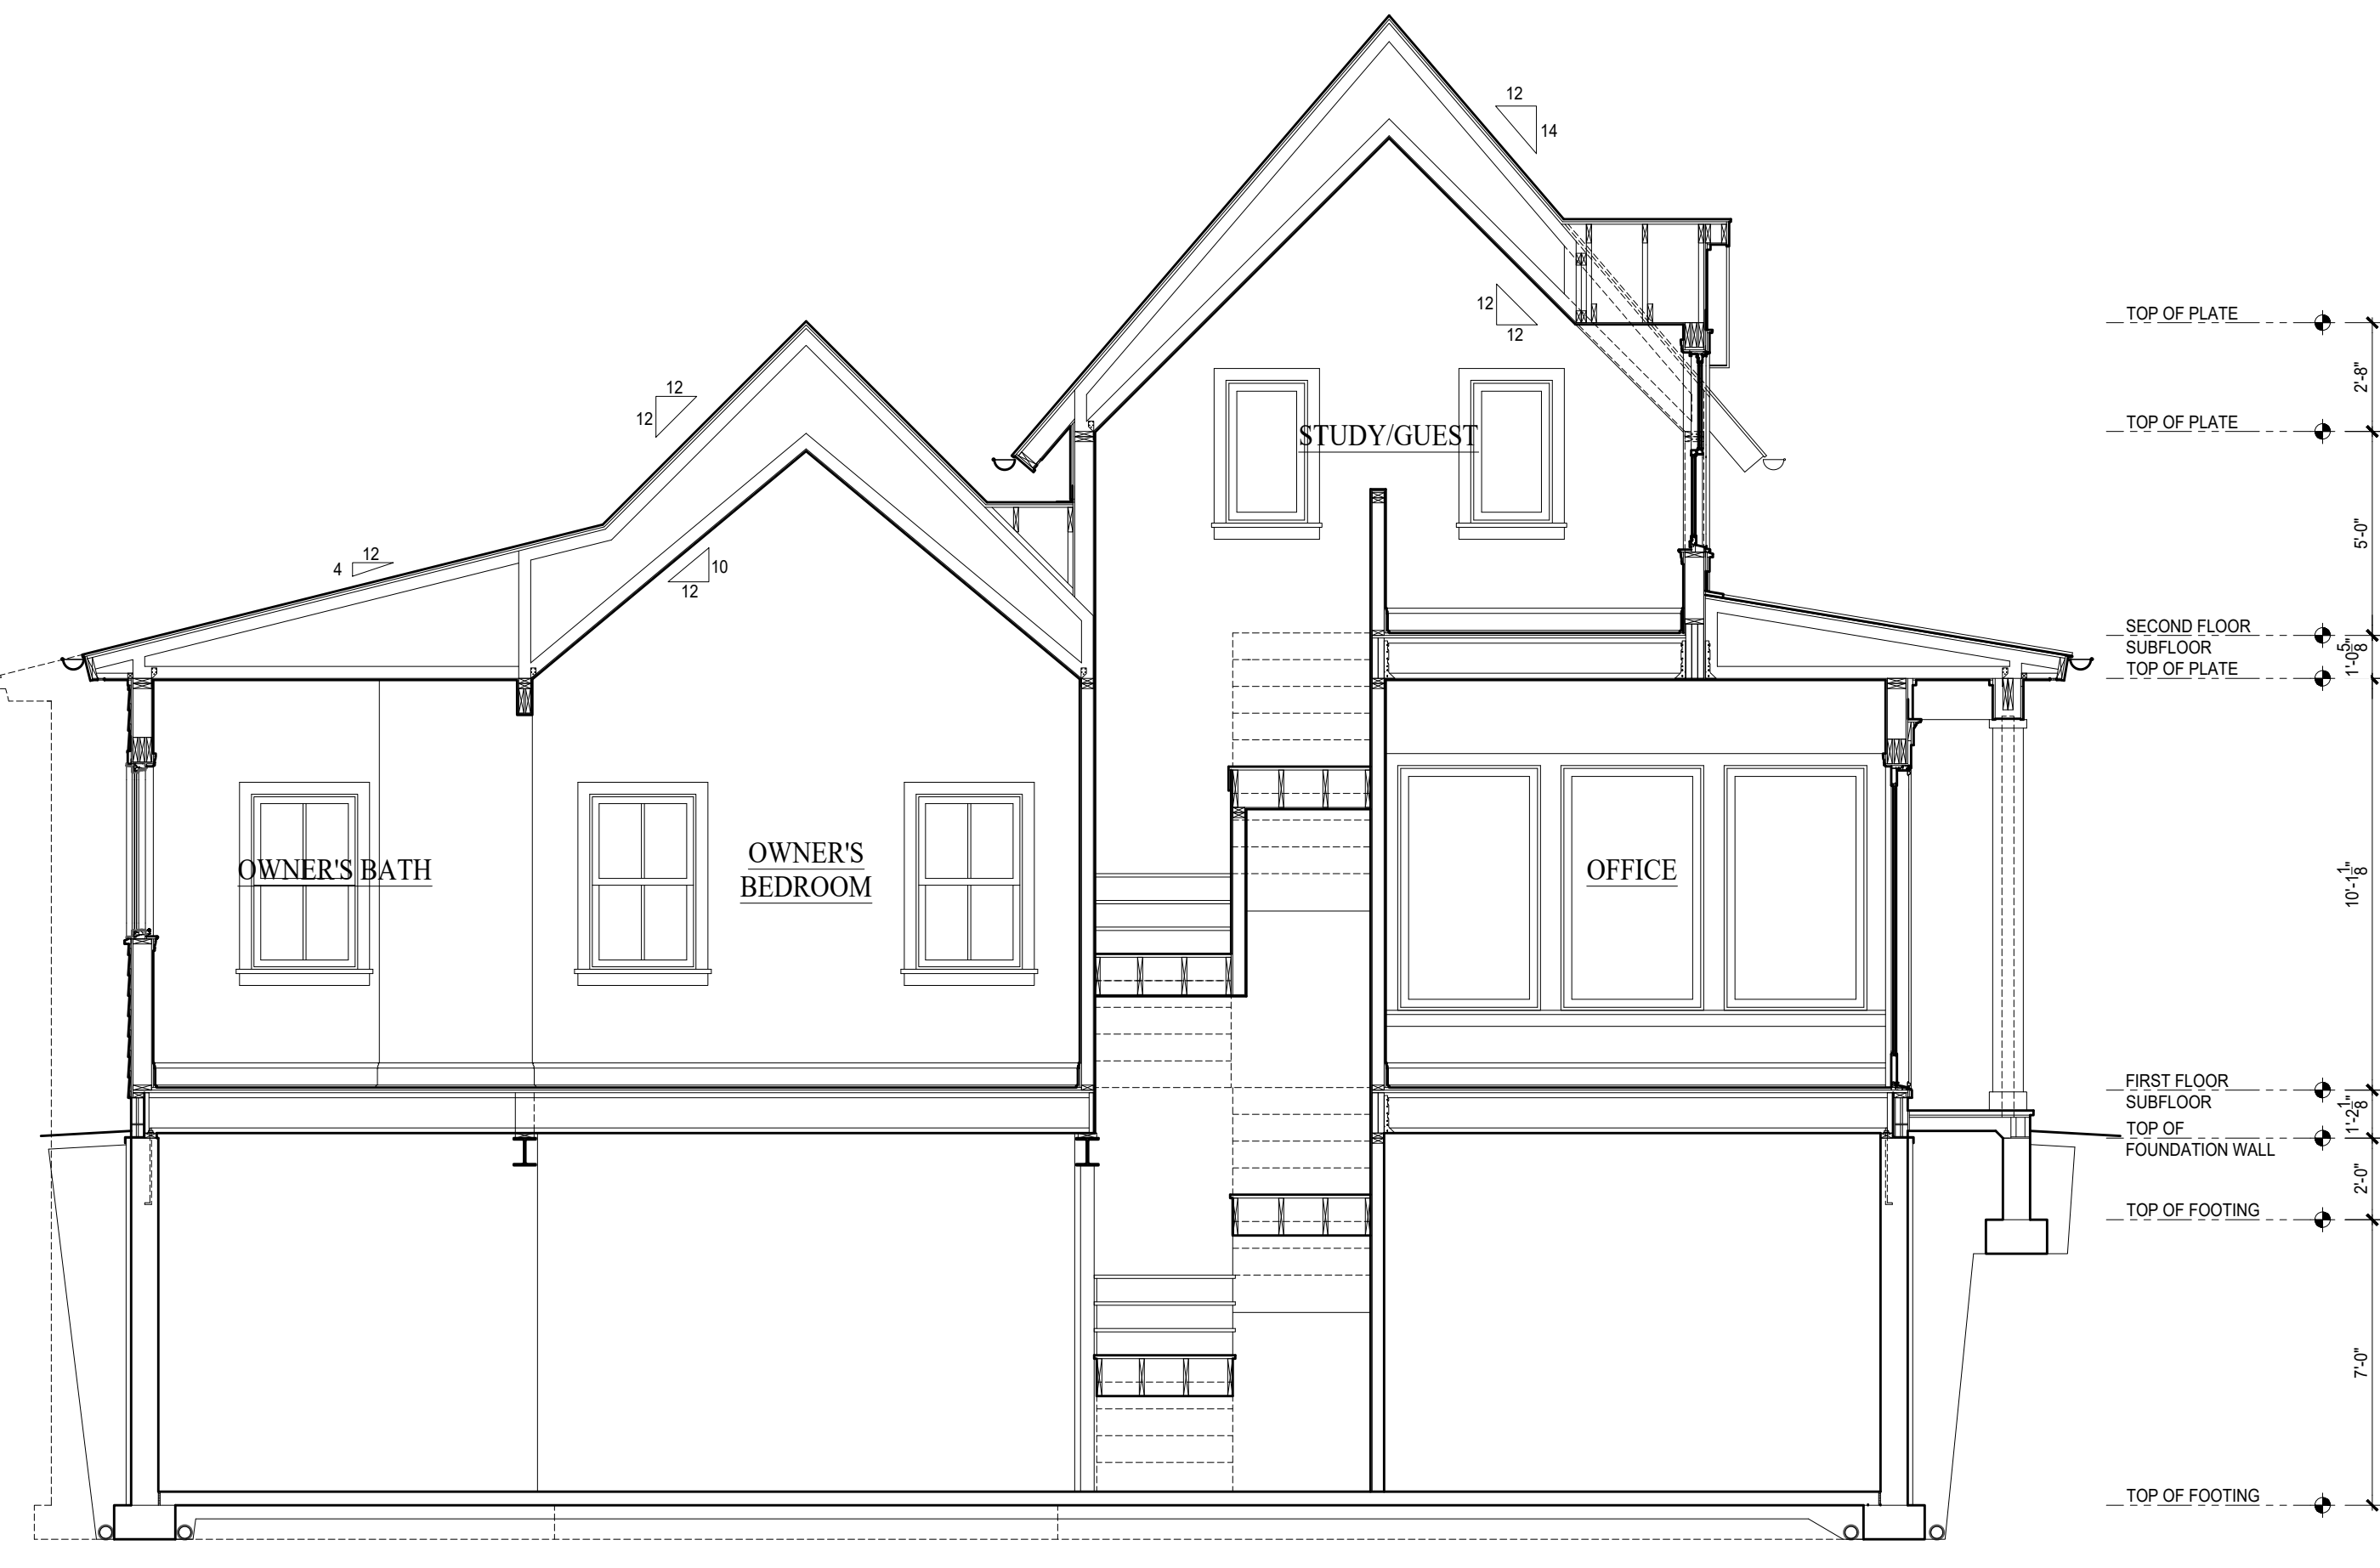 12
14
12
12
TOP OF PLATE
2'-8"
12
12
TOP OF PLATE
STUDY/GUEST
5'-0"
12
4
10
12
SECOND FLOOR
SUBFLOOR
1'-0 5/8"
TOP OF PLATE
OWNER'S BATH
OWNER'S
BEDROOM
OFFICE
10'-1 1/8"
FIRST FLOOR
SUBFLOOR
1'-2 1/8"
TOP OF
FOUNDATION WALL
2'-0"
TOP OF FOOTING
7'-0"
TOP OF FOOTING